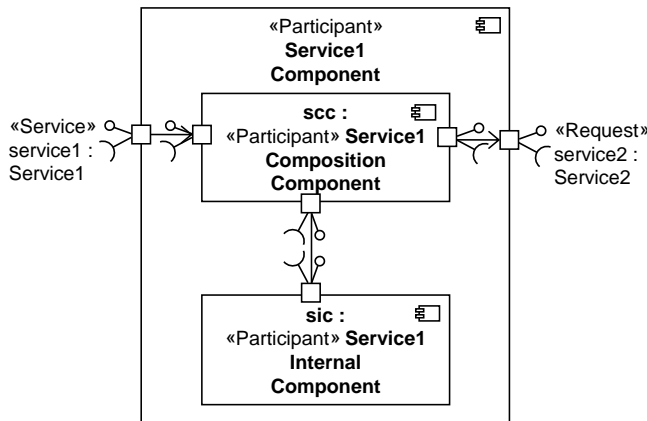 «Participant»
Service1
Component
«Service»
service1 :
Service1
scc :
«Participant» Service1
Composition
Component
«Request»
service2 :
Service2
sic :
«Participant» Service1
Internal
Component